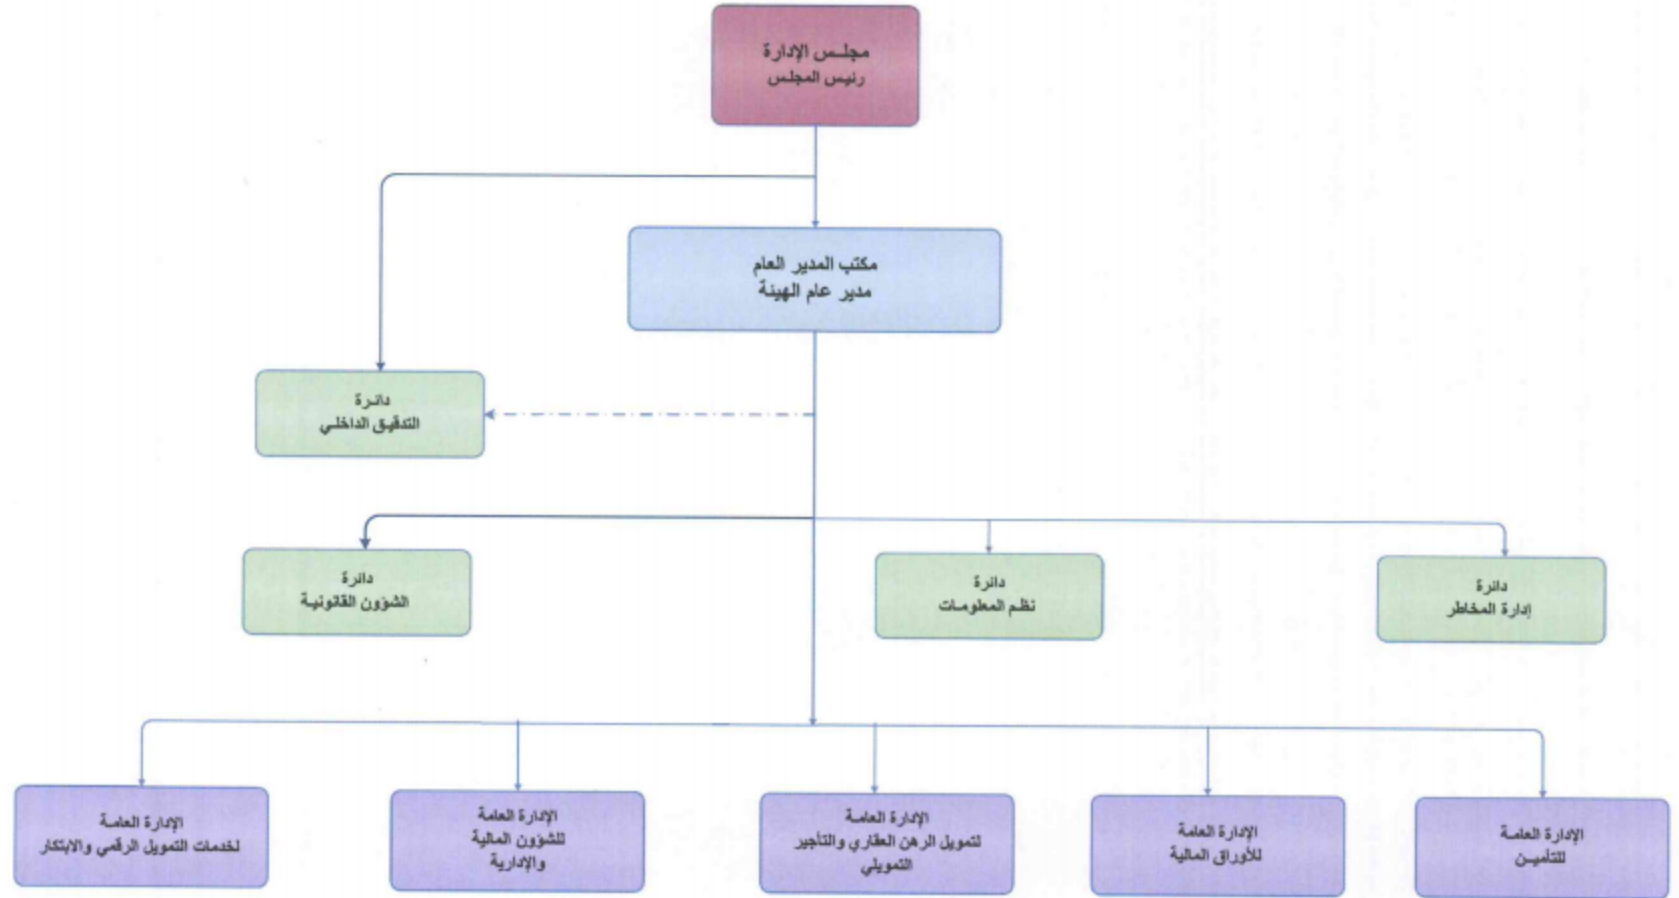 مجلـس الإدارة
رئيس المجلس
مكتب المدير العام
مدير عام الهيئة
دائرة
التدقيق الداخلي
دائرة
إدارة المخاطر
دائرة
نظم المعلومات
دائرة
الشؤون القانونية
الإدارة العامة
للتأميـن
الإدارة العامة
للأوراق المالية
الإدارة العامة
لتمويل الرهن العقاري والتأجير
التمويلي
الإدارة العامة
للشؤون المالية
والإدارية
الإدارة العامة
لخدمات التمويل الرقمي والابتكار